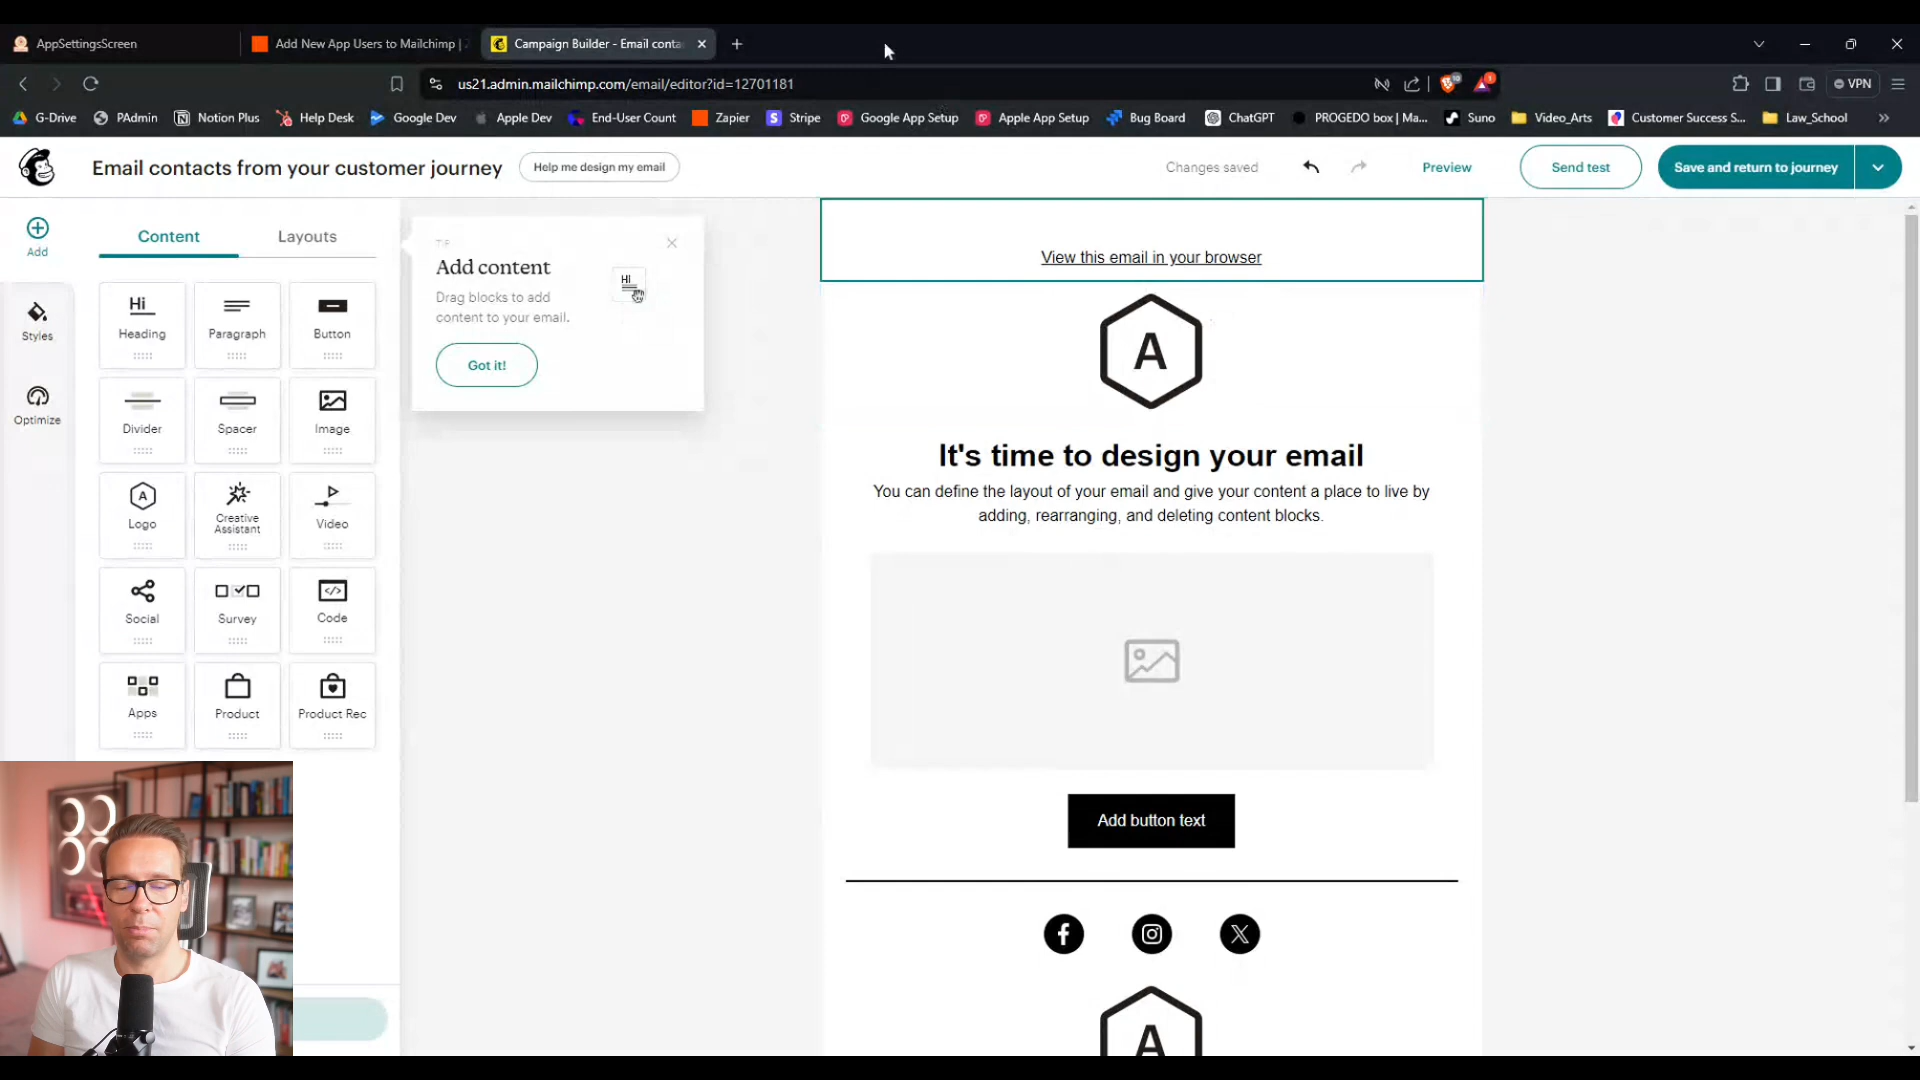 AppSettingsScreen
Add New App Users to Mailchimp |
Campaign Builder - Email conta
us21.admin.mailchimp.com/email/editor?id=12701181
VPN
G-Drive
PAdmin
Notion Plus
Help Desk
Google Dev
Apple Dev
End-User Count
Zapier
Stripe
Google App Setup
Apple App Setup
Bug Board
ChatGPT
PROGEDO box | Ma...
Suno
Video_Arts
Customer Success S...
Law_School
Email contacts from your customer journey
Help me design my email
Changes saved
Preview
Send test
Save and return to journey
Add
Styles
Optimize
Content
Layouts
Hi
Heading
Paragraph
Button
Divider
Spacer
Image
A
Logo
Creative
Assistant
Video
Social
Survey
Code
Apps
Product
Product Rec
TIP
Add content
Drag blocks to add
content to your email.
Hi
Got it!
View this email in your browser
A
It's time to design your email
You can define the layout of your email and give your content a place to live by
adding, rearranging, and deleting content blocks.
Add button text
A